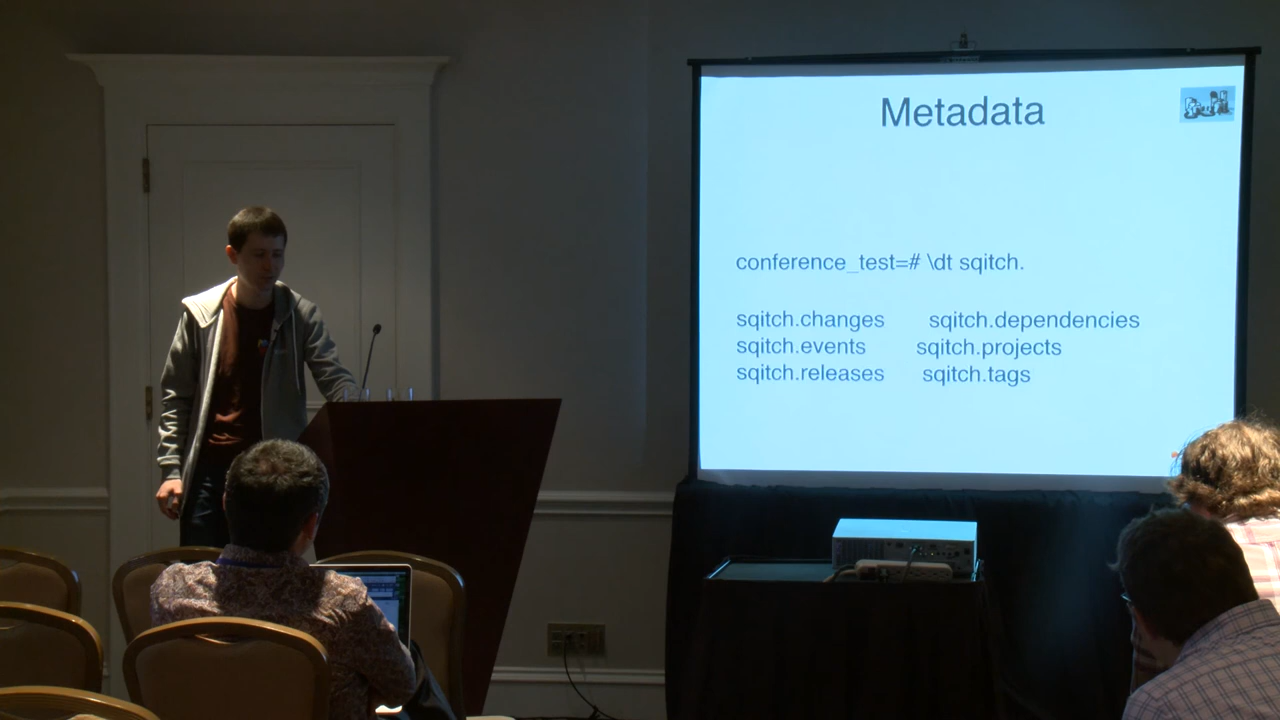 Metadata
conference_test=# \dt sqitch.
sqitch.changes sqitch.dependencies
sqitch.events sqitch.projects
sqitch.releases sqitch.tags